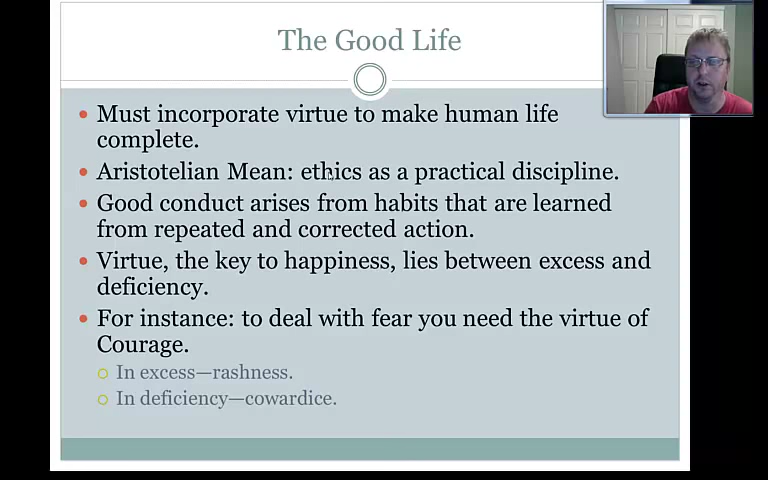 The Good Life
Must incorporate virtue to make human life
complete.
Aristotelian Mean: ethics as a practical discipline.
Good conduct arises from habits that are learned
from repeated and corrected action.
Virtue, the key to happiness, lies between excess and
deficiency.
For instance: to deal with fear you need the virtue of
Courage.
In excess—rashness.
In deficiency—cowardice.